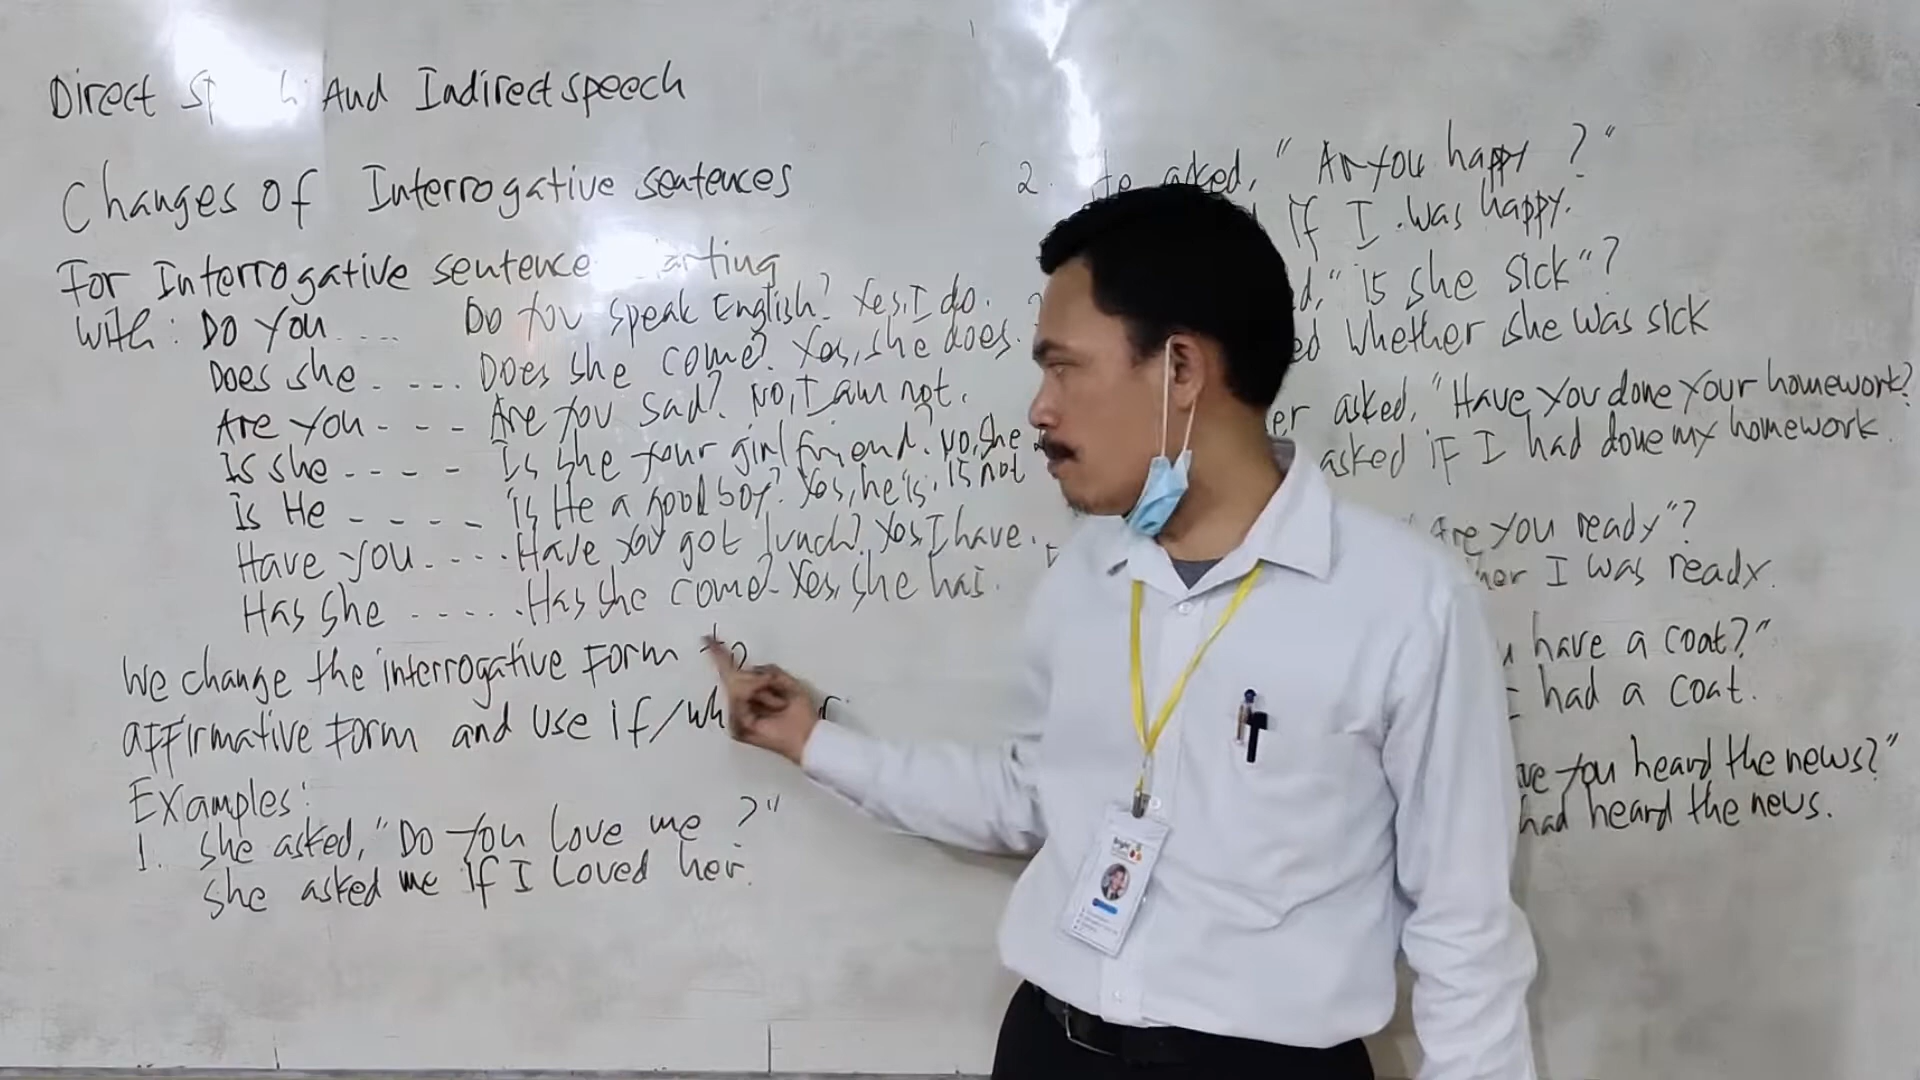 Direct And Indirect speech
Changes of Interrogative sentences
For Interrogative sentence
with: Do you .... Do you speak English? Yes, I do.
Does she .... Does she come? Yes, she does.
Are you - - - Are you sad? No, I am not.
Is she - - - - Is she your girlfriend? No, she is not
is He - - - - is He a good boy? Yes, he is.
Have you .... Have you got lunch? Yes I have.
Has she ...... Has she come? Yes, she has.
We change the interrogative Form to
affirmative Form and use if/
Examples:
1. She asked, "Do you love me ?"
She asked me if I Loved her.
2. He asked, "Ar you happy ?"
if I was happy.
"is she sick"?
whether she was sick
asked, "Have you done your homework?
asked if I had done my homework.
Are you ready"?
I was ready.
have a coat?"
had a coat.
you heard the news?"
had heard the news.